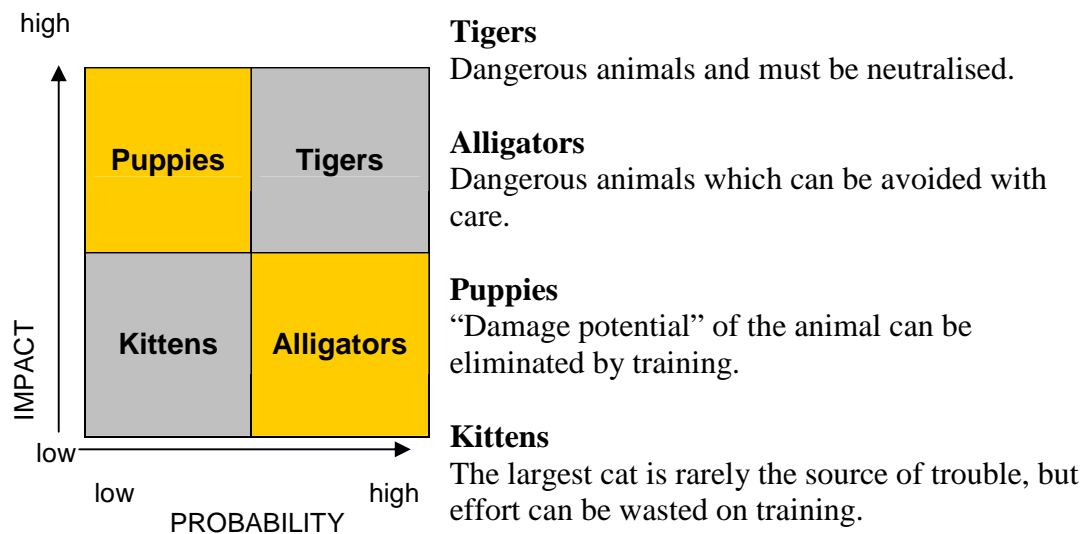 high
Puppies
Tigers
Kittens
Alligators
IMPACT
low
low
high
PROBABILITY
Tigers
Dangerous animals and must be neutralised.
Alligators
Dangerous animals which can be avoided with
care.
Puppies
“Damage potential” of the animal can be
eliminated by training.
Kittens
The largest cat is rarely the source of trouble, but
effort can be wasted on training.